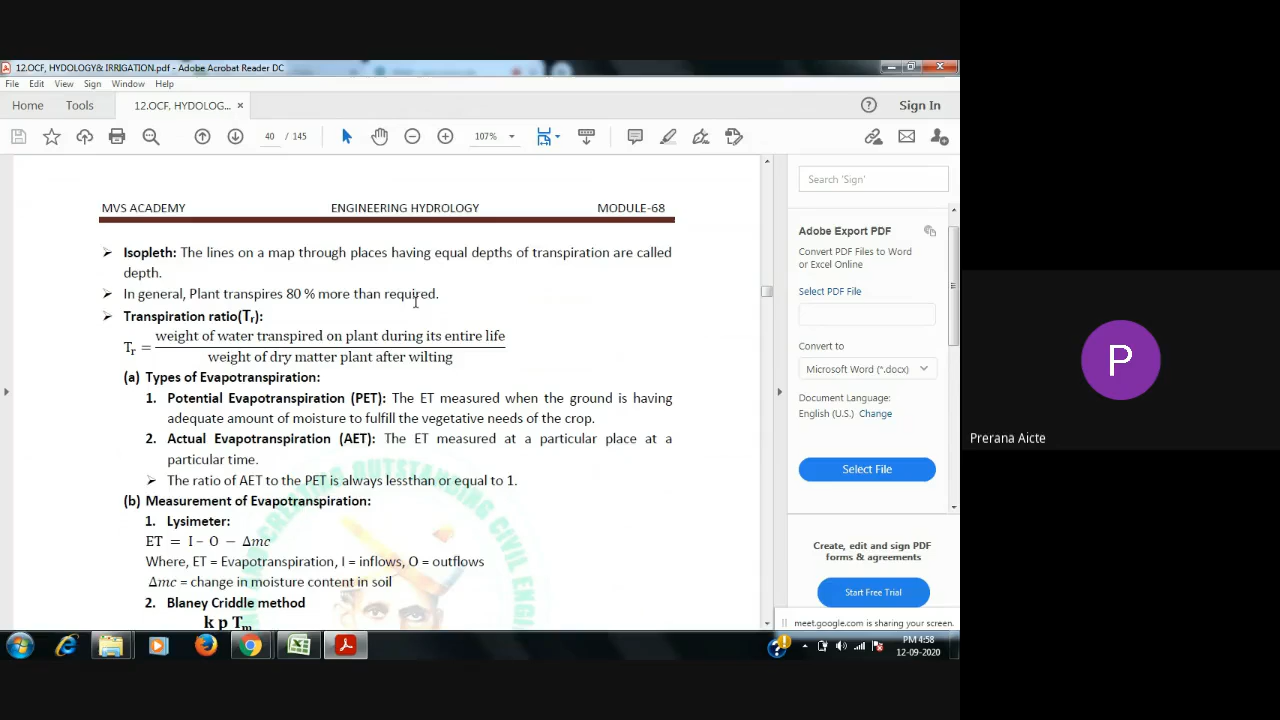 12.OCF, HYDOLOGY& IRRIGATION.pdf - Adobe Acrobat Reader DC
File Edit View Sign Window Help
Home Tools 12.OCF, HYDOLOG... × Sign In
40 / 145 107%
MVS ACADEMY ENGINEERING HYDROLOGY MODULE-68
➤ Isopleth: The lines on a map through places having equal depths of transpiration are called
depth.
➤ In general, Plant transpires 80 % more than required.
➤ Transpiration ratio(Tr):
Tr = weight of water transpired on plant during its entire life
weight of dry matter plant after wilting
(a) Types of Evapotranspiration:
1. Potential Evapotranspiration (PET): The ET measured when the ground is having
adequate amount of moisture to fulfill the vegetative needs of the crop.
2. Actual Evapotranspiration (AET): The ET measured at a particular place at a
particular time.
➤ The ratio of AET to the PET is always lessthan or equal to 1.
(b) Measurement of Evapotranspiration:
1. Lysimeter:
ET = I – O – Δmc
Where, ET = Evapotranspiration, I = inflows, O = outflows
Δmc = change in moisture content in soil
2. Blaney Criddle method
k p Tm
Search 'Sign'
Adobe Export PDF
Convert PDF Files to Word
or Excel Online
Select PDF File
Convert to
Microsoft Word (*.docx)
Document Language:
English (U.S.) Change
Select File
Create, edit and sign PDF
forms & agreements
Start Free Trial
meet.google.com is sharing your screen.
PM 4:58
12-09-2020
P
Prerana Aicte